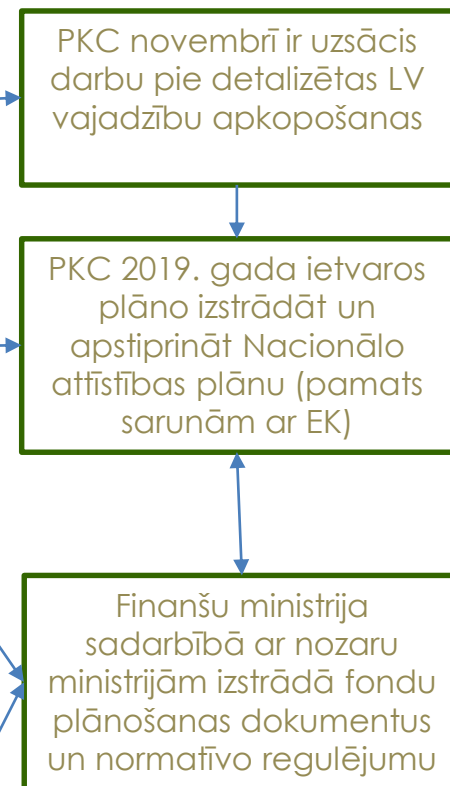 PKC novembrī ir uzsācis
darbu pie detalizētas LV
vajadzību apkopošanas
PKC 2019. gada ietvaros
plāno izstrādāt un
apstiprināt Nacionālo
attīstības plānu (pamats
sarunām ar EK)
Finanšu ministrija
sadarbībā ar nozaru
ministrijām izstrādā fondu
plānošanas dokumentus
un normatīvo regulējumu